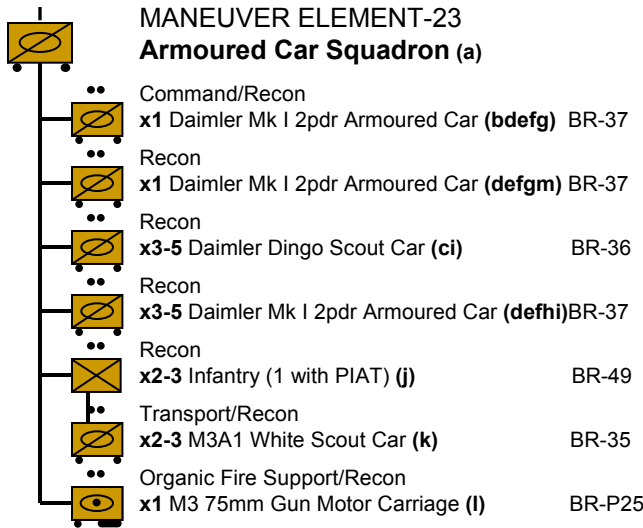 MANEUVER ELEMENT-23
Armoured Car Squadron (a)
Command/Recon
x1 Daimler Mk I 2pdr Armoured Car (bdefg) BR-37
Recon
x1 Daimler Mk I 2pdr Armoured Car (defgm) BR-37
Recon
x3-5 Daimler Dingo Scout Car (ci) BR-36
Recon
x3-5 Daimler Mk I 2pdr Armoured Car (defhi)BR-37
Recon
x2-3 Infantry (1 with PIAT) (j) BR-49
Transport/Recon
x2-3 M3A1 White Scout Car (k) BR-35
Organic Fire Support/Recon
x1 M3 75mm Gun Motor Carriage (l) BR-P25